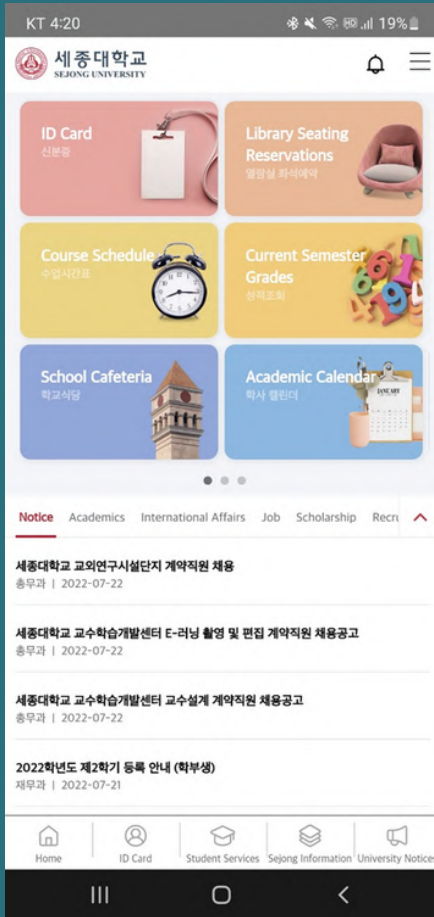 KT 4:20
19%
세종대학교
SEJONG UNIVERSITY
ID Card
신분증
Library Seating
Reservations
열람실 좌석예약
Course Schedule
수업시간표
Current Semester
Grades
성적조회
School Cafeteria
학교식당
Academic Calendar
학사 캘린더
JANUARY
Notice Academics International Affairs Job Scholarship Recru
세종대학교 교외연구시설단지 계약직원 채용
총무과 | 2022-07-22
세종대학교 교수학습개발센터 E-러닝 촬영 및 편집 계약직원 채용공고
총무과 | 2022-07-22
세종대학교 교수학습개발센터 교수설계 계약직원 채용공고
총무과 | 2022-07-22
2022학년도 제2학기 등록 안내 (학부생)
재무과 | 2022-07-21
Home ID Card Student Services Sejong Information University Notices